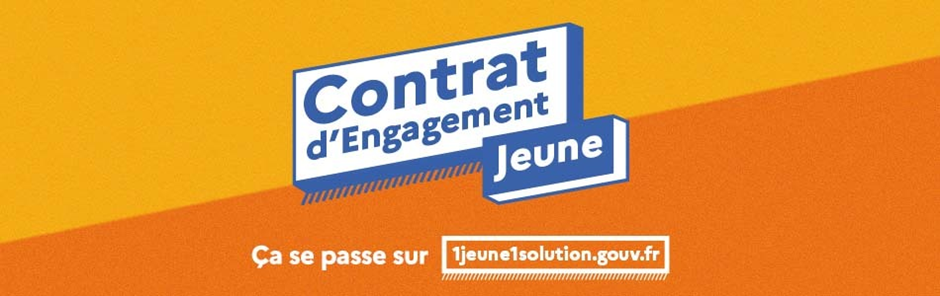 Contrat
d'Engagement
Jeune
Ça se passe sur 1jeune1solution.gouv.fr